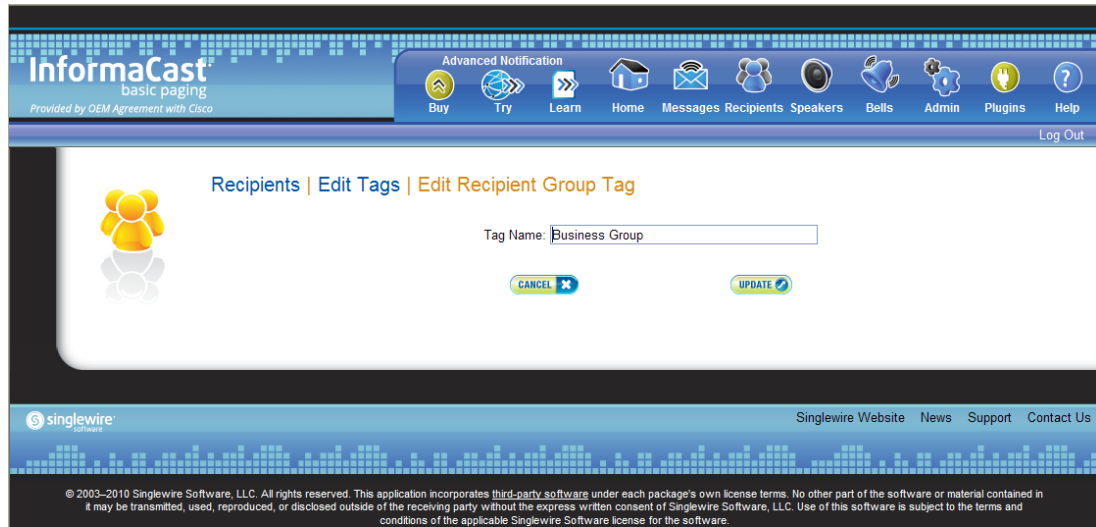 InformaCast
basic paging
Provided by OEM Agreement with Cisco
Advanced Notification
Buy Try Learn Home Messages Recipients Speakers Bells Admin Plugins Help
Log Out
Recipients | Edit Tags | Edit Recipient Group Tag
Tag Name: Business Group
CANCEL UPDATE
singlewire
software
Singlewire Website News Support Contact Us
© 2003–2010 Singlewire Software, LLC. All rights reserved. This application incorporates third-party software under each package's own license terms. No other part of the software or material contained in
it may be transmitted, used, reproduced, or disclosed outside of the receiving party without the express written consent of Singlewire Software, LLC. Use of this software is subject to the terms and
conditions of the applicable Singlewire Software license for the software.